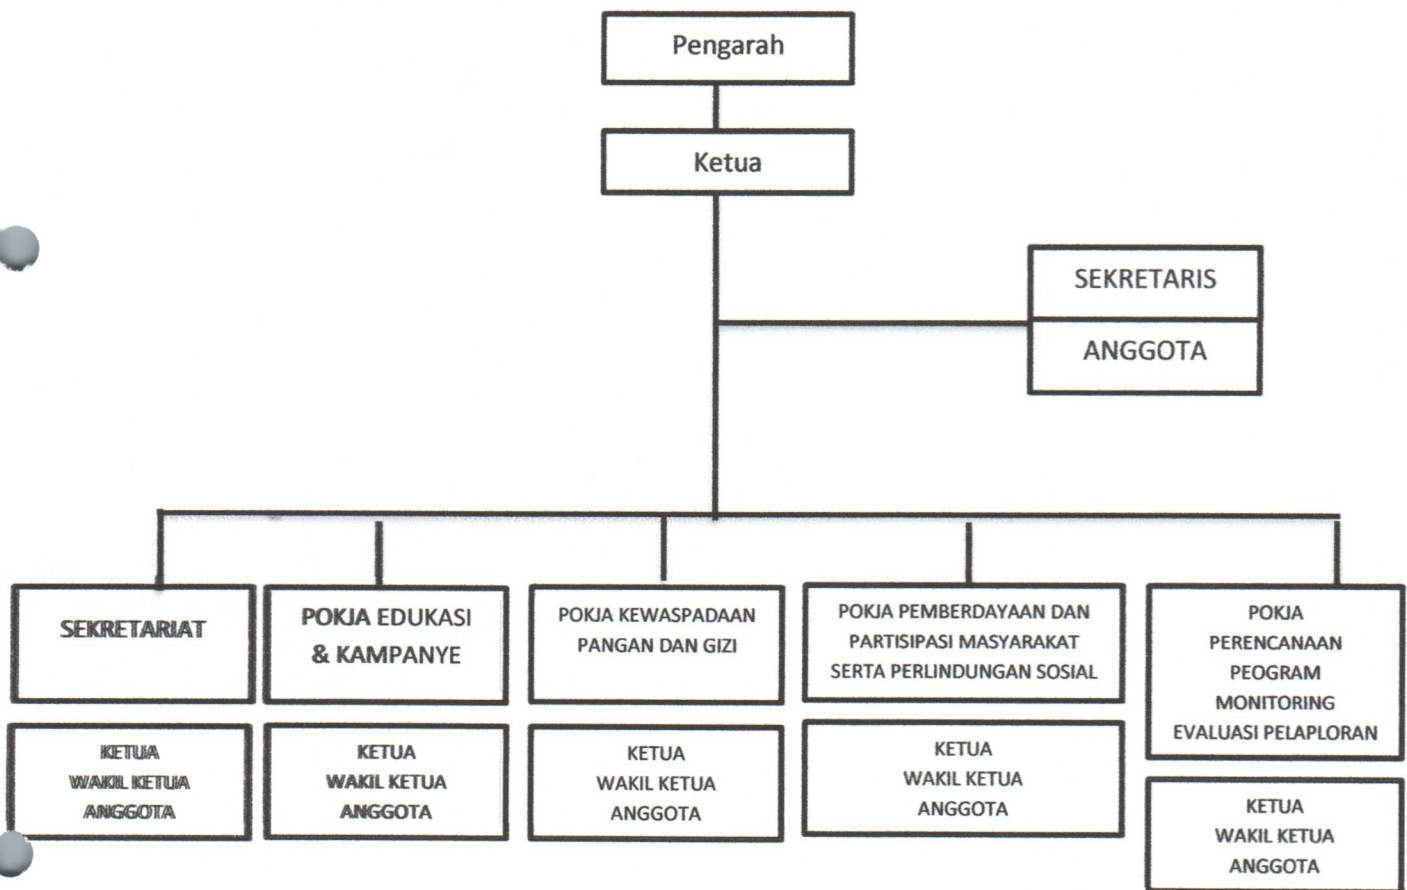 Pengarah
Ketua
SEKRETARIS
ANGGOTA
SEKRETARIAT
POKJA EDUKASI
& KAMPANYE
POKJA KEWASPADAAN
PANGAN DAN GIZI
POKJA PEMBERDAYAAN DAN
PARTISIPASI MASYARAKAT
SERTA PERLINDUNGAN SOSIAL
POKJA
PERENCANAAN
PEOGRAM
MONITORING
EVALUASI PELAPLORAN
KETUA
WAKIL KETUA
ANGGOTA
KETUA
WAKIL KETUA
ANGGOTA
KETUA
WAKIL KETUA
ANGGOTA
KETUA
WAKIL KETUA
ANGGOTA
KETUA
WAKIL KETUA
ANGGOTA